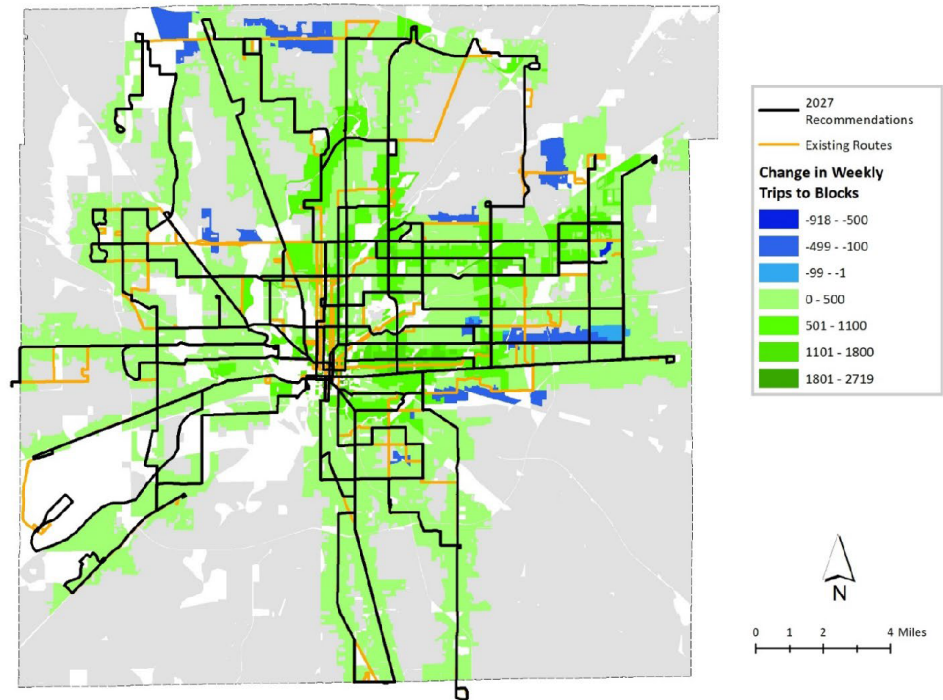 2027
Recommendations
Existing Routes
Change in Weekly
Trips to Blocks
-918 - -500
-499 - -100
-99 - -1
0 - 500
501 - 1100
1101 - 1800
1801 - 2719
N
0 1 2 4 Miles